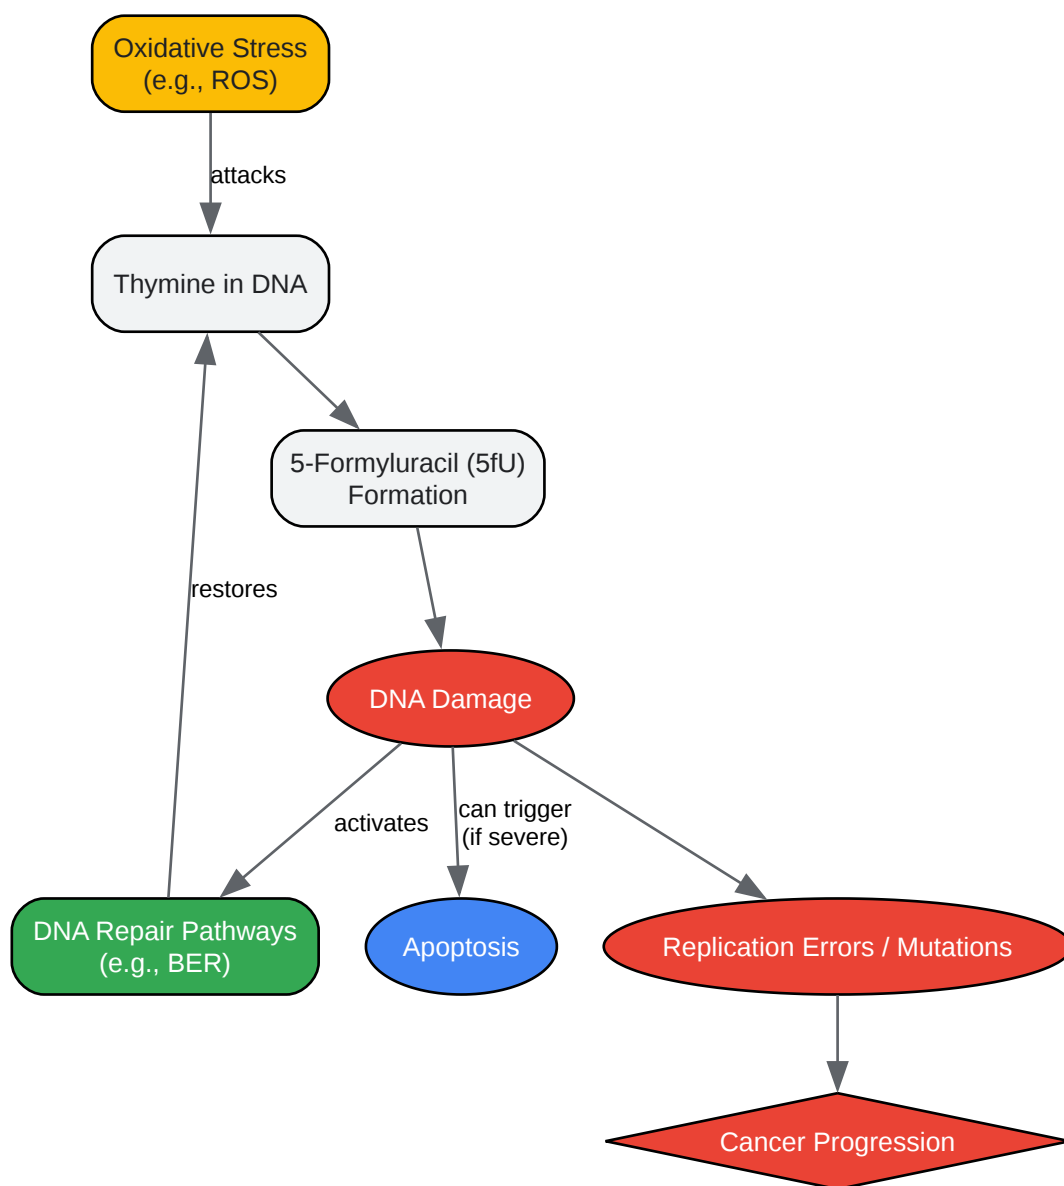 Oxidative Stress
(e.g., ROS)
attacks
Thymine in DNA
5-Formyluracil (5fU)
Formation
restores
DNA Damage
activates
can trigger
(if severe)
DNA Repair Pathways
(e.g., BER)
Apoptosis
Replication Errors / Mutations
Cancer Progression